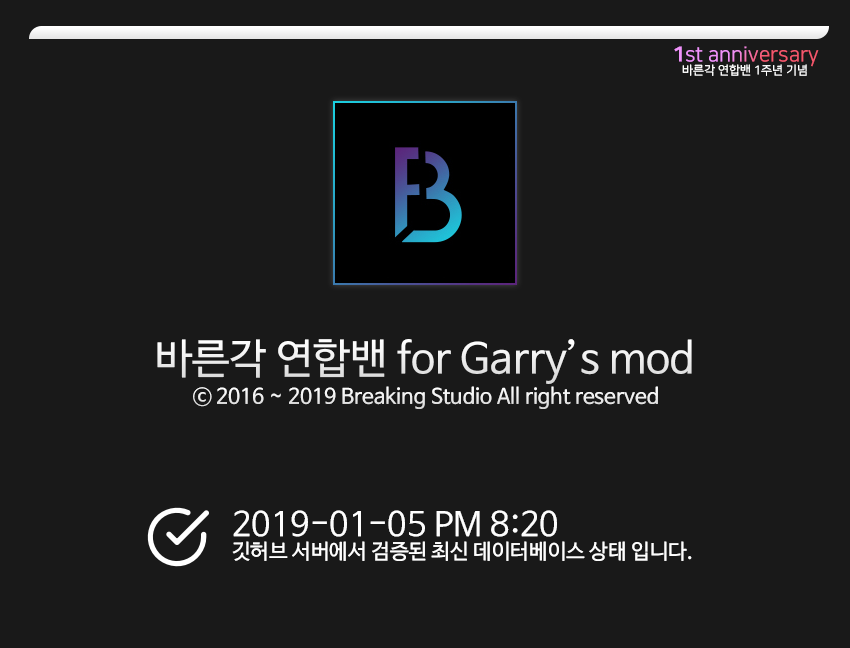 1st anniversary
바른각 연합밴 1주년 기념
B
바른각 연합밴 for Garry's mod
ⓒ 2016 ~ 2019 Breaking Studio All right reserved
2019-01-05 PM 8:20
깃허브 서버에서 검증된 최신 데이터베이스 상태 입니다.